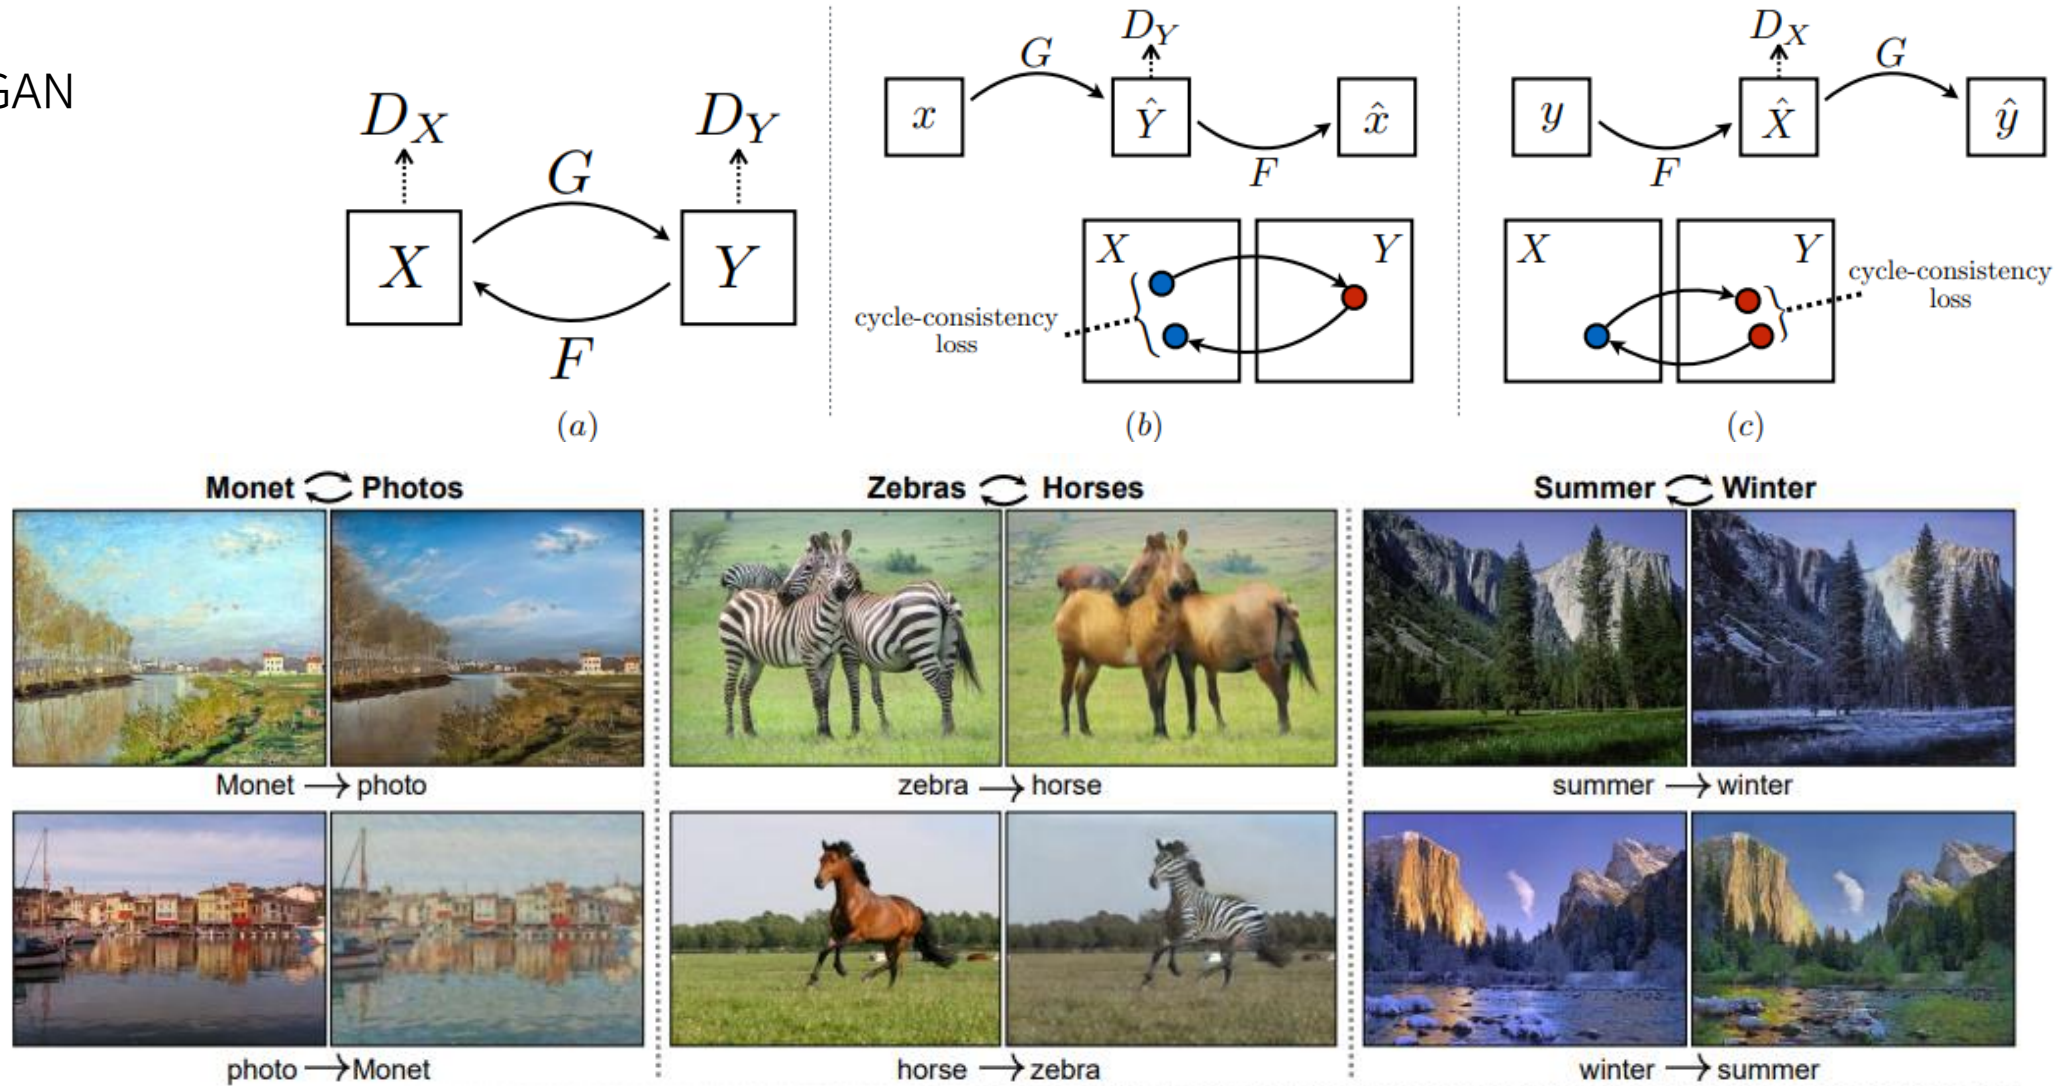 GAN
D_X D_Y
G
X Y
F
(a)
D_Y
G
x Ŷ x̂
F
X Y
cycle-consistency
loss
(b)
D_X
G
y X̂ ŷ
F
X Y
cycle-consistency
loss
(c)
Monet Photos
Monet → photo
photo → Monet
Zebras Horses
zebra → horse
horse → zebra
Summer Winter
summer → winter
winter → summer